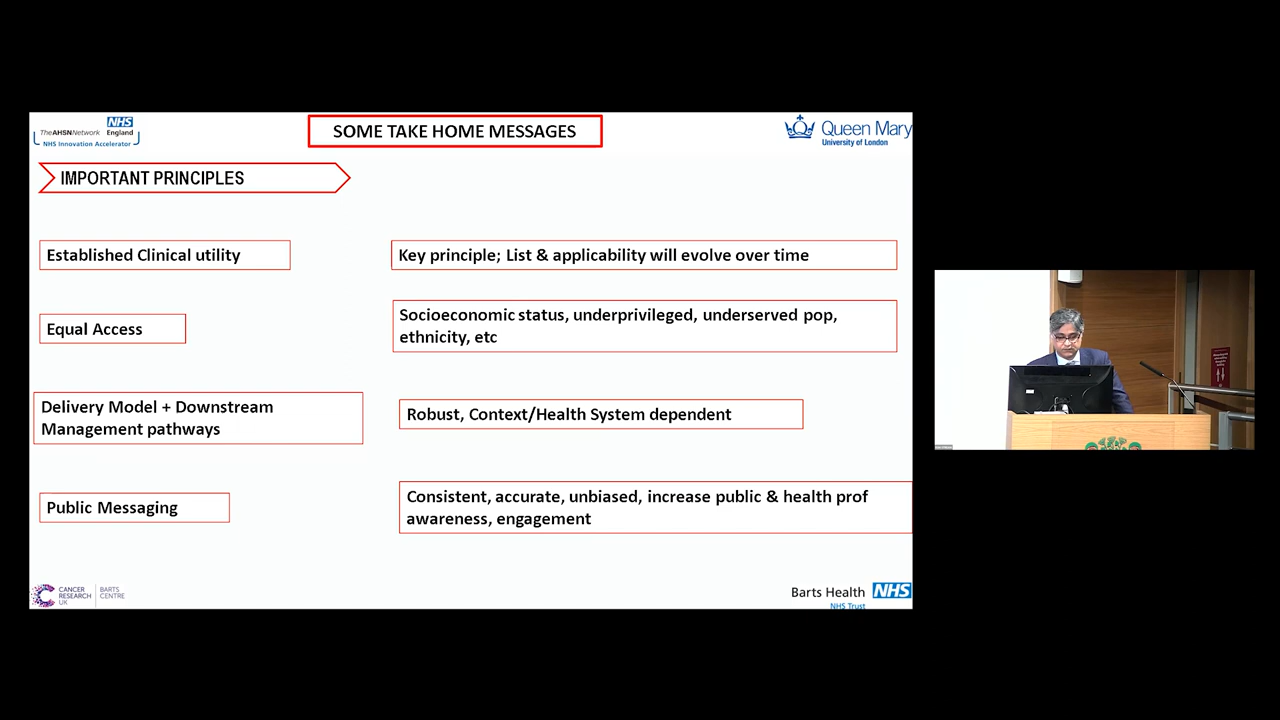 NHS
TheAHSNNetwork England
NHS Innovation Accelerator
SOME TAKE HOME MESSAGES
Queen Mary
University of London
IMPORTANT PRINCIPLES
Established Clinical utility
Key principle; List & applicability will evolve over time
Equal Access
Socioeconomic status, underprivileged, underserved pop,
ethnicity, etc
Delivery Model + Downstream
Management pathways
Robust, Context/Health System dependent
Public Messaging
Consistent, accurate, unbiased, increase public & health prof
awareness, engagement
CANCER
RESEARCH
UK
BARTS
CENTRE
Barts Health NHS
NHS Trust